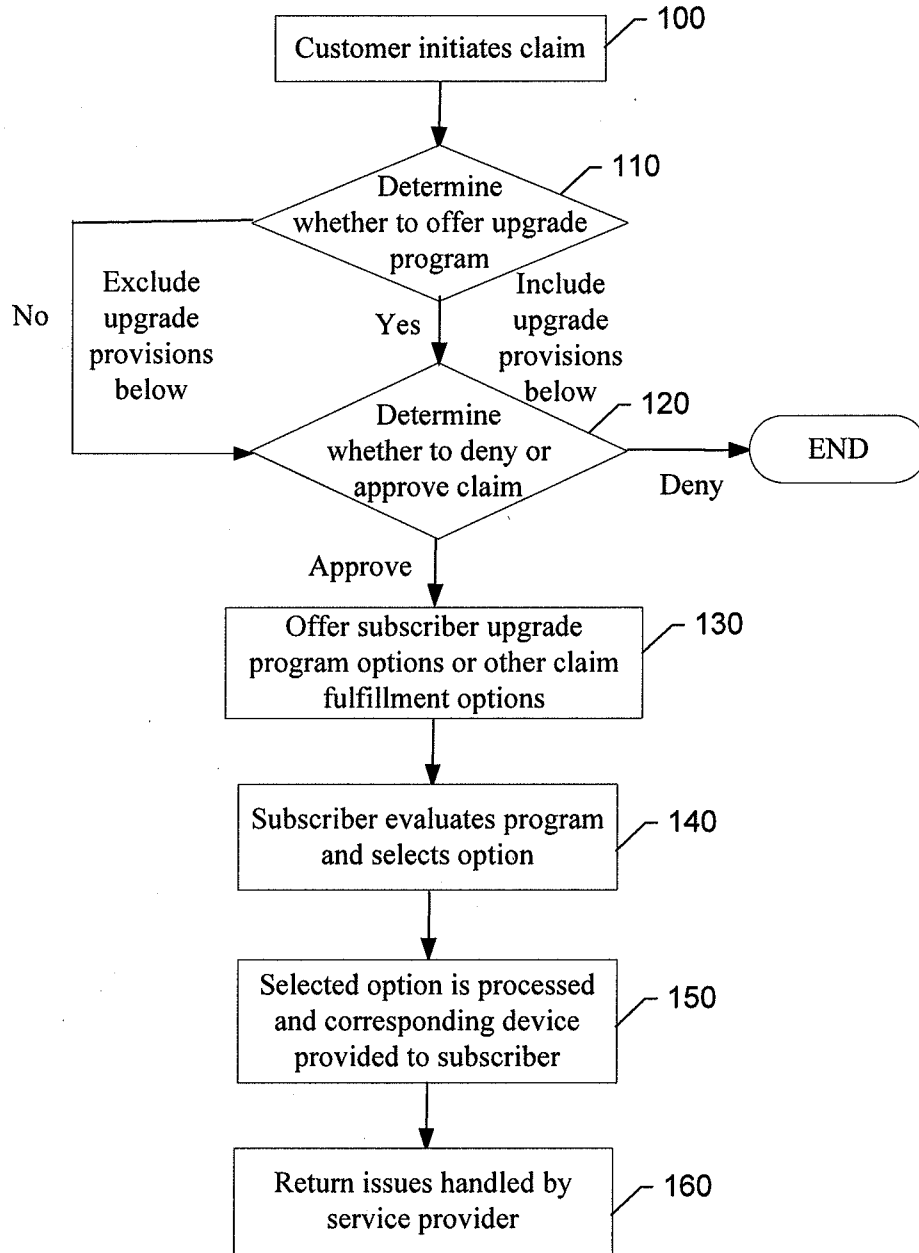 Customer initiates claim
100
Determine
whether to offer upgrade
program
110
No
Exclude
upgrade
provisions
below
Yes
Include
upgrade
provisions
below
Determine
whether to deny or
approve claim
120
Deny
END
Approve
Offer subscriber upgrade
program options or other claim
fulfillment options
130
Subscriber evaluates program
and selects option
140
Selected option is processed
and corresponding device
provided to subscriber
150
Return issues handled by
service provider
160